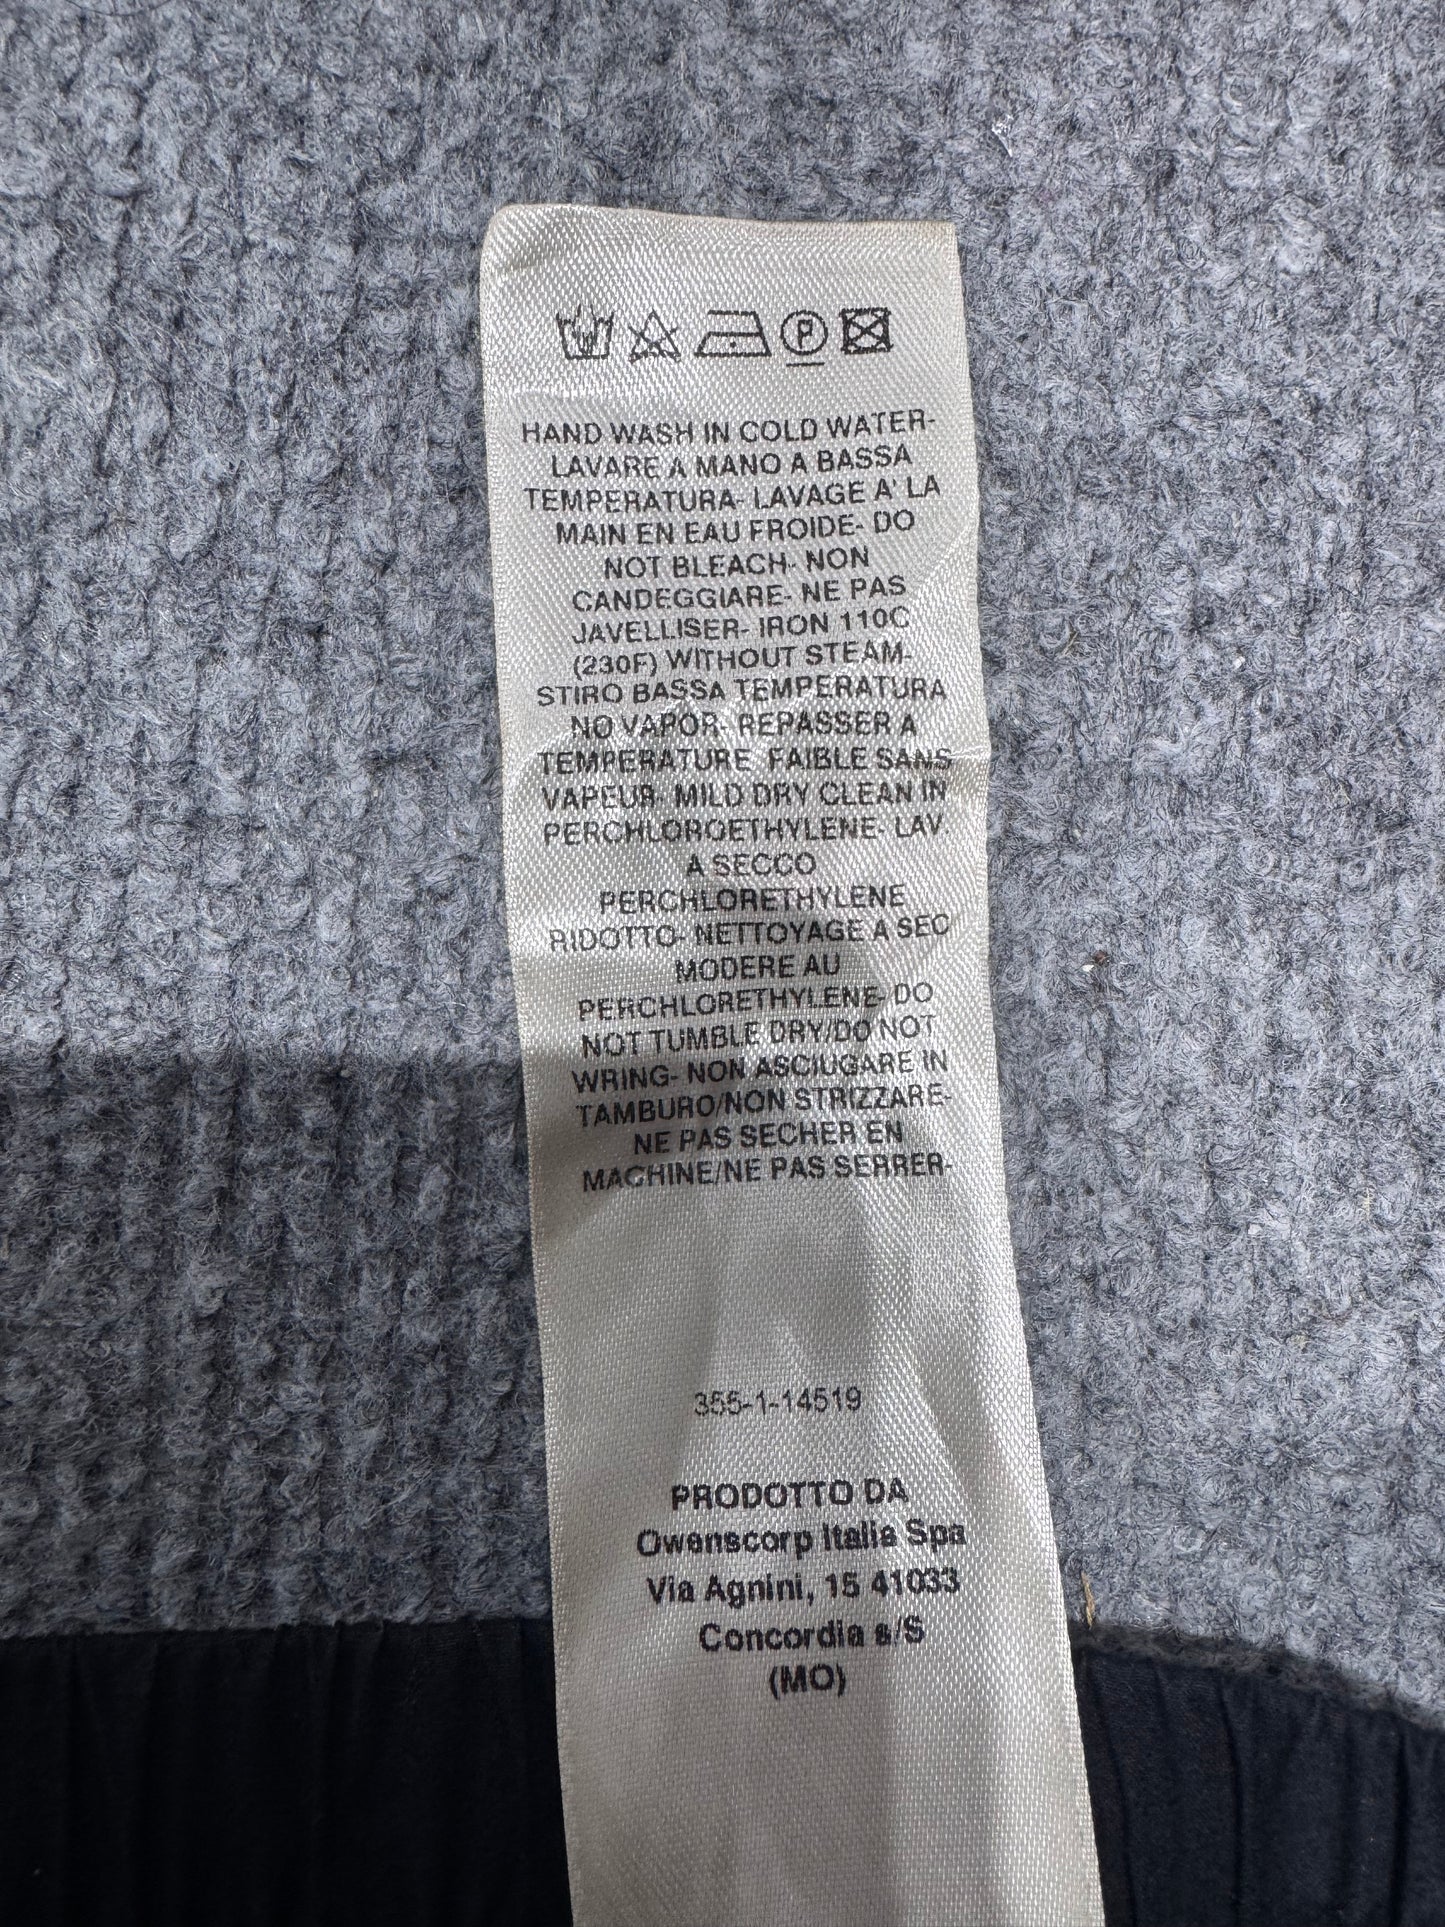 P
HAND WASH IN COLD WATER-
LAVARE A MANO A BASSA
TEMPERATURA- LAVAGE A' LA
MAIN EN EAU FROIDE- DO
NOT BLEACH- NON
CANDEGGIARE- NE PAS
JAVELLISER- IRON 110C
(230F) WITHOUT STEAM-
STIRO BASSA TEMPERATURA
NO VAPOR- REPASSER A
TEMPERATURE FAIBLE SANS
VAPEUR- MILD DRY CLEAN IN
PERCHLOROETHYLENE- LAV.
A SECCO
PERCHLORETHYLENE
RIDOTTO- NETTOYAGE A SEC
MODERE AU
PERCHLORETHYLENE- DO
NOT TUMBLE DRY/DO NOT
WRING- NON ASCIUGARE IN
TAMBURO/NON STRIZZARE-
NE PAS SECHER EN
MACHINE/NE PAS SERRER-
355-1-14519
PRODOTTO DA
Owenscorp Italia Spa
Via Agnini, 15 41033
Concordia s/S
(MO)